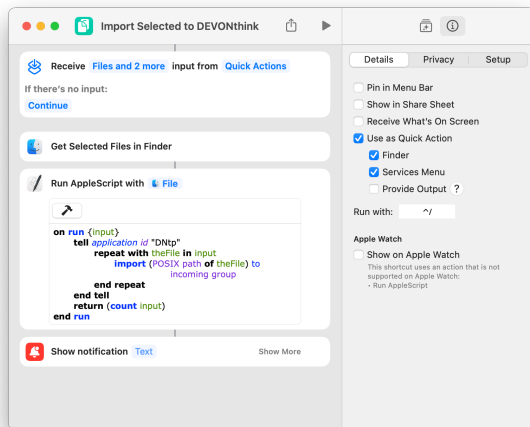 Import Selected to DEVONthink
Receive Files and 2 more input from Quick Actions
If there's no input:
Continue
Get Selected Files in Finder
Run AppleScript with File
on run {input}
tell application id "DNtp"
repeat with theFile in input
import (POSIX path of theFile) to
incoming group
end repeat
end tell
return (count input)
end run
Show notification Text Show More
Details Privacy Setup
Pin in Menu Bar
Show in Share Sheet
Receive What's On Screen
Use as Quick Action
Finder
Services Menu
Provide Output ?
Run with: ^/
Apple Watch
Show on Apple Watch
This shortcut uses an action that is not
supported on Apple Watch:
• Run AppleScript